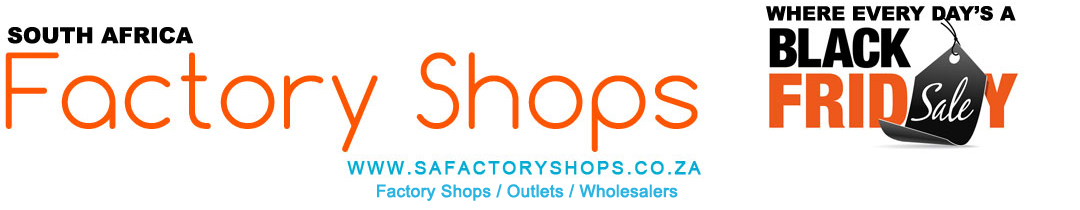 SOUTH AFRICA
Factory Shops
WWW.SAFACTORYSHOPS.CO.ZA
Factory Shops / Outlets / Wholesalers
WHERE EVERY DAY'S A
BLACK
FRIDAY
Sale